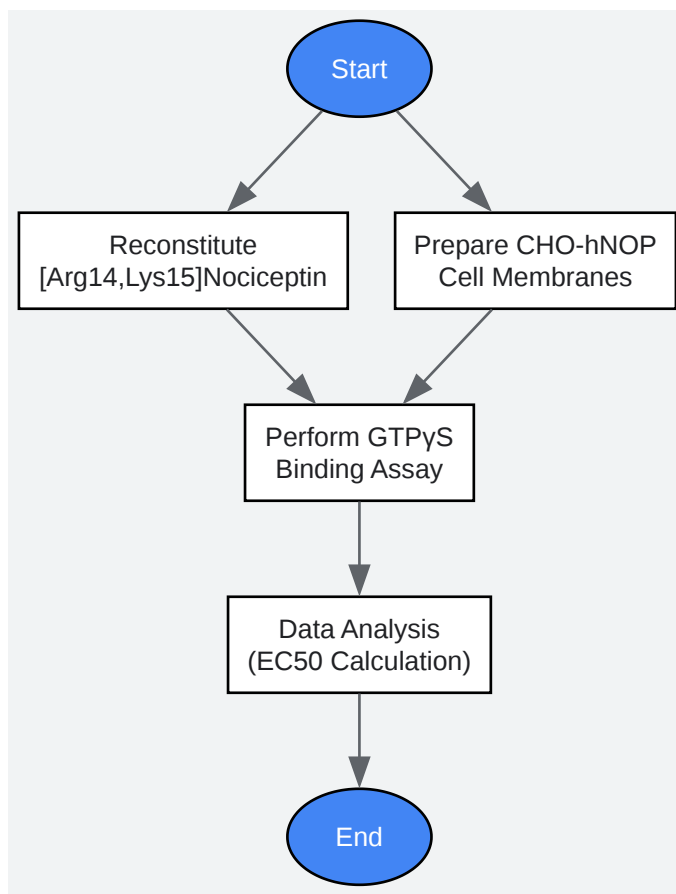 Start
Reconstitute
[Arg14,Lys15]Nociceptin
Prepare CHO-hNOP
Cell Membranes
Perform GTPγS
Binding Assay
Data Analysis
(EC50 Calculation)
End